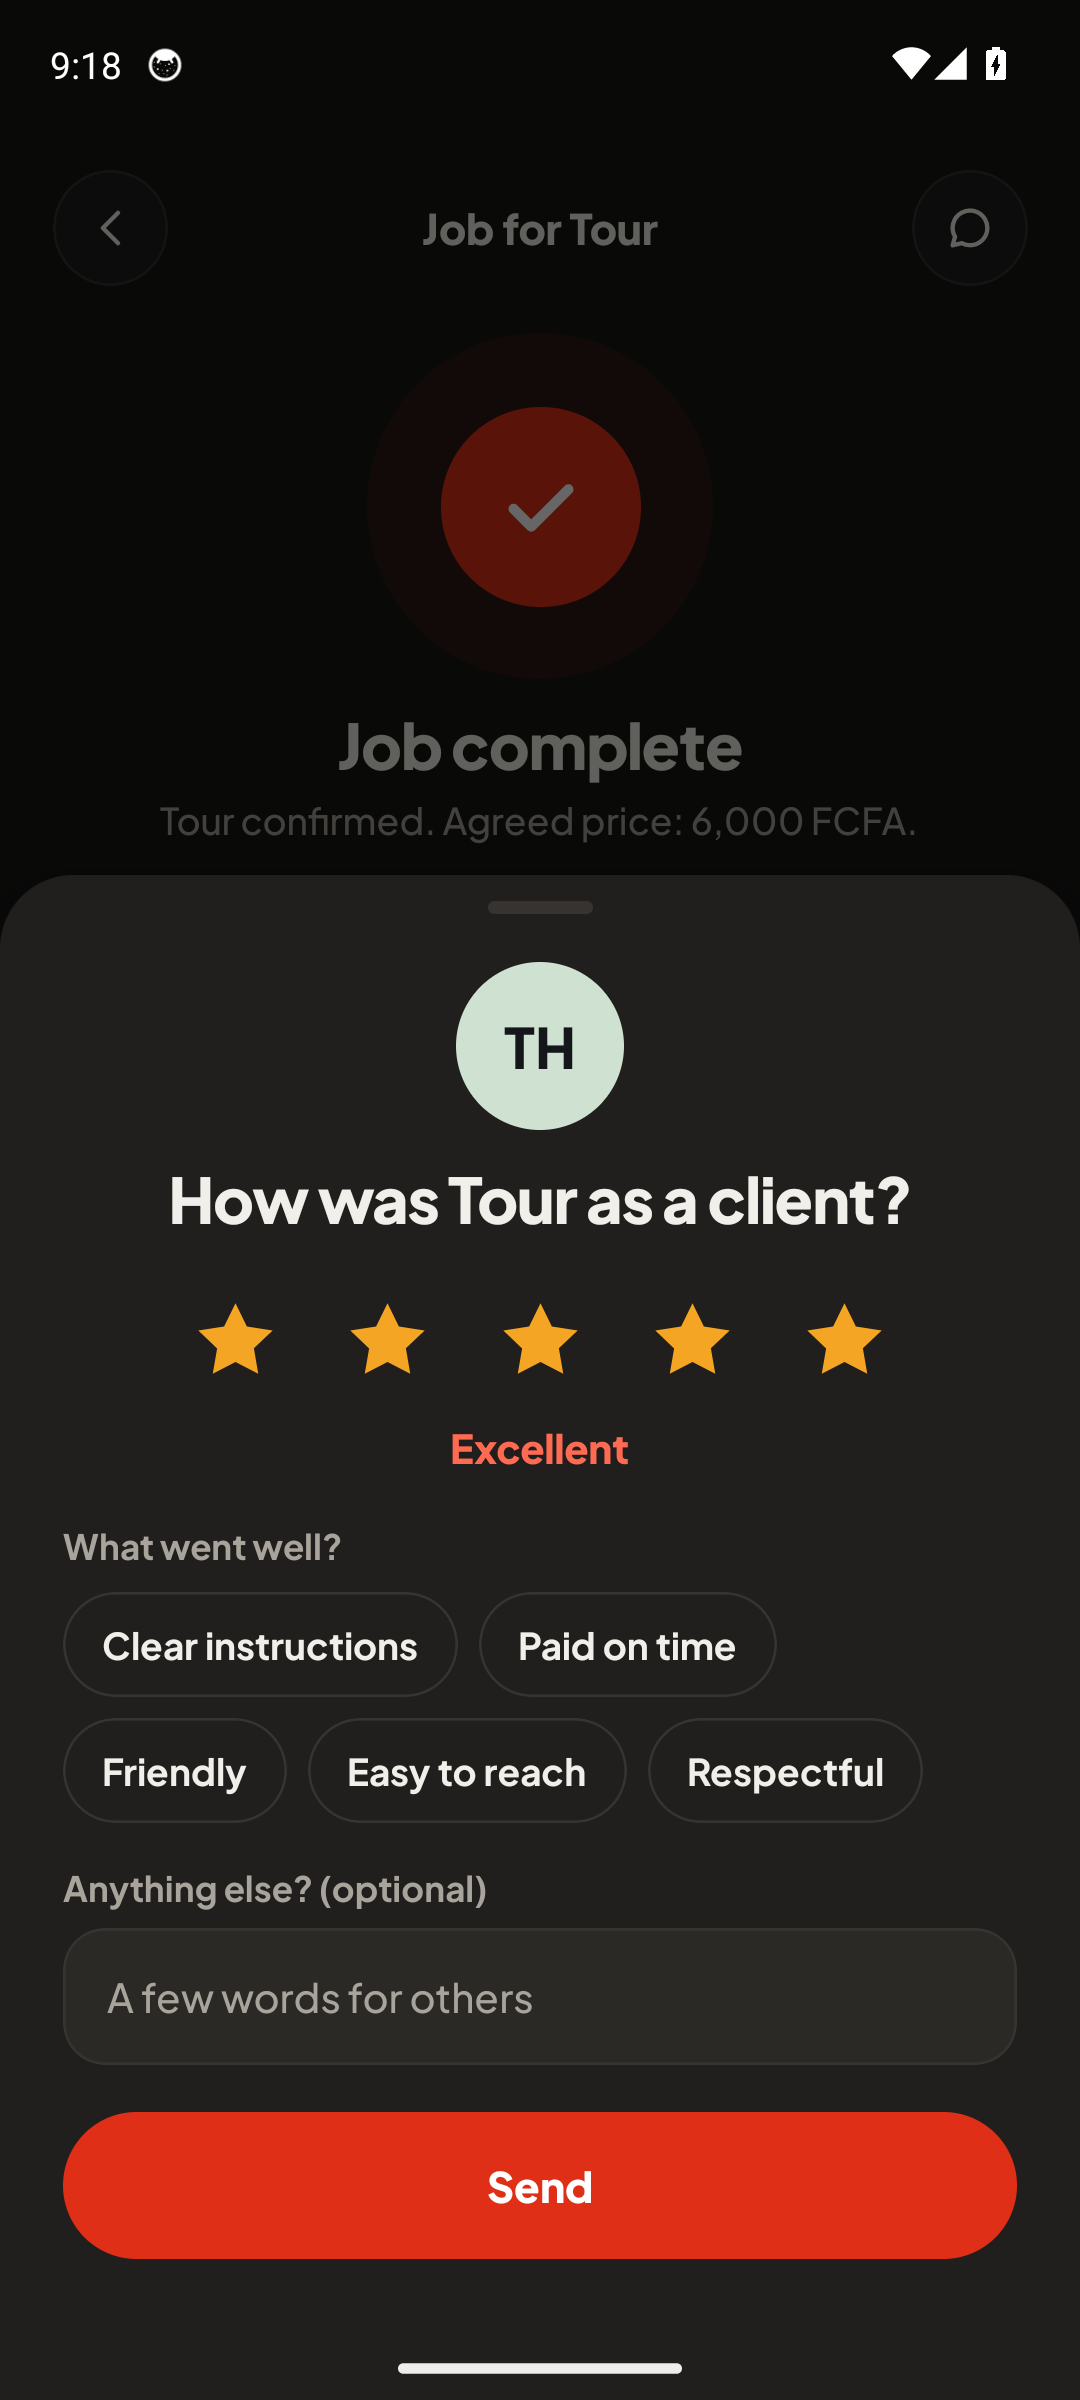 9:18
Job for Tour
Job complete
Tour confirmed. Agreed price: 6,000 FCFA.
TH
How was Tour as a client?
Excellent
What went well?
Clear instructions
Paid on time
Friendly
Easy to reach
Respectful
Anything else? (optional)
A few words for others
Send